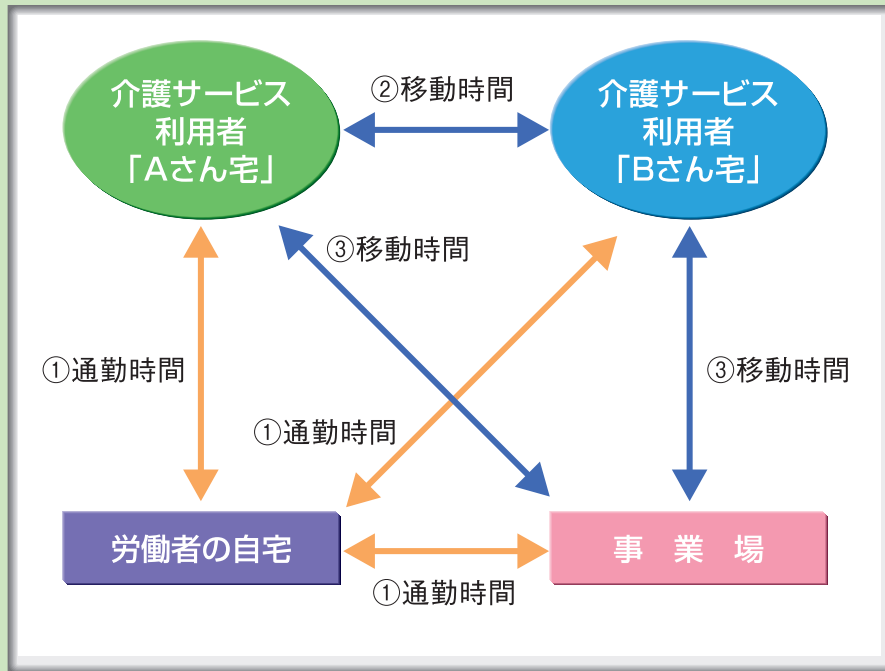 介護サービス
利用者
「Aさん宅」
②移動時間
介護サービス
利用者
「Bさん宅」
③移動時間
①通勤時間
③移動時間
①通勤時間
労働者の自宅
事業場
①通勤時間